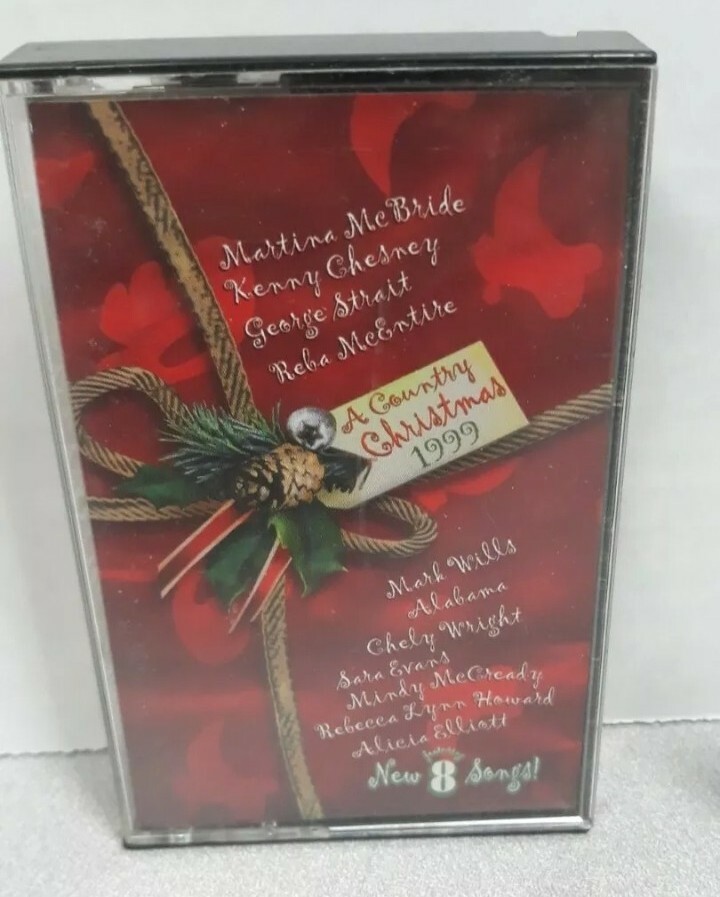 Martina McBride
Kenny Chesney
George Strait
Reba McEntire
A Country
Christmas
1999
Mark Wills
Alabama
Chely Wright
Sara Evans
Mindy McCready
Rebecca Lynn Howard
Alicia Elliott
New 8 Songs!